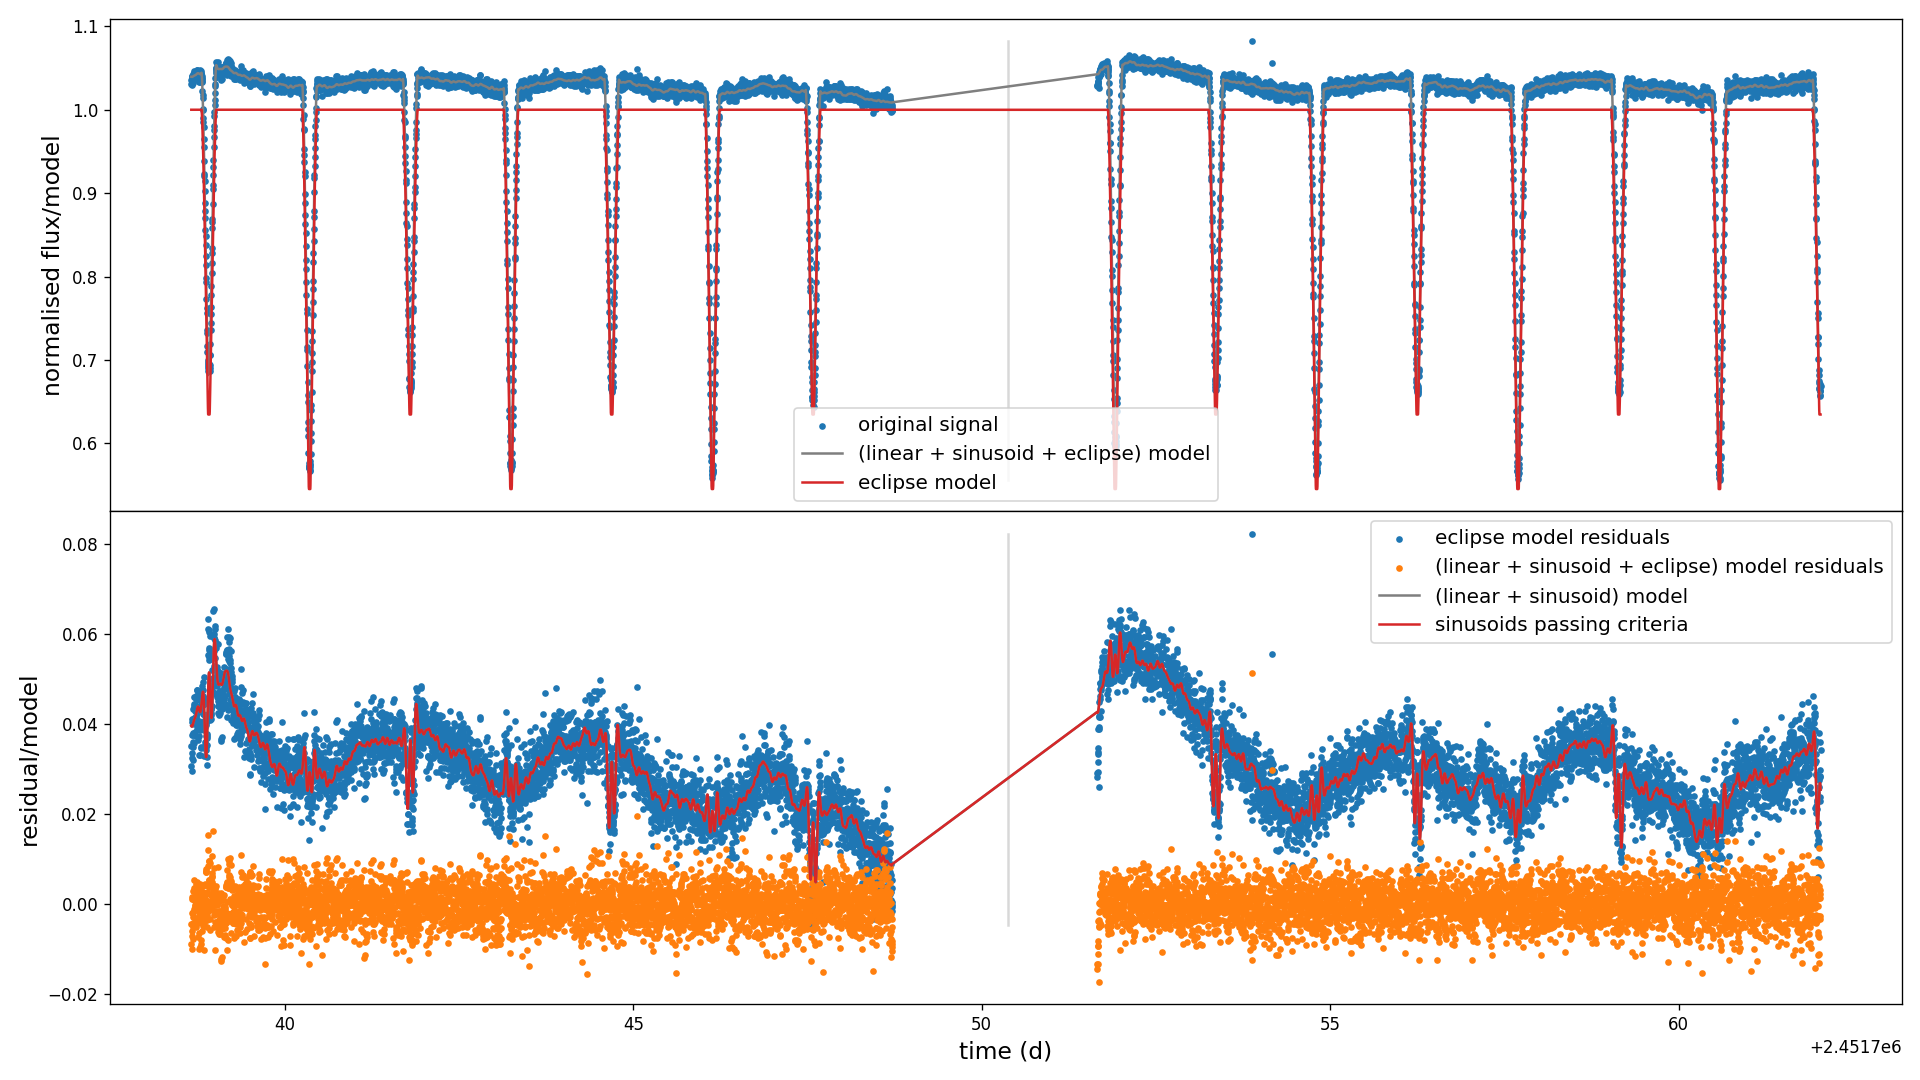 1.1
1.0
0.9
0.8
0.7
0.6
normalised flux/model
original signal
(linear + sinusoid + eclipse) model
eclipse model
0.08
0.06
0.04
0.02
0.00
−0.02
residual/model
eclipse model residuals
(linear + sinusoid + eclipse) model residuals
(linear + sinusoid) model
sinusoids passing criteria
40
45
50
55
60
time (d)
+2.4517e6